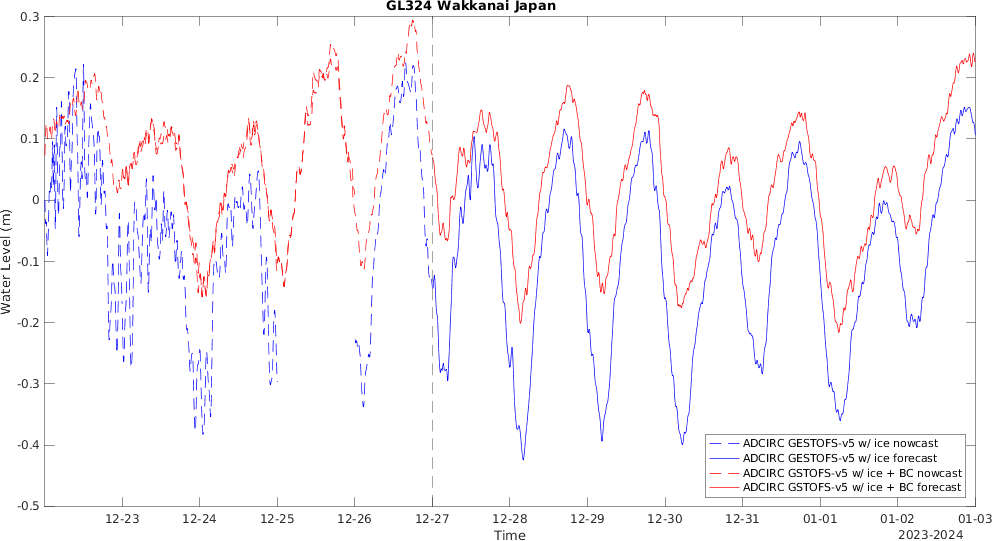 GL324 Wakkanai Japan
0.3
0.2
0.1
0
-0.1
-0.2
-0.3
-0.4
-0.5
Water Level (m)
ADCIRC GESTOFS-v5 w/ ice nowcast
ADCIRC GESTOFS-v5 w/ ice forecast
ADCIRC GSTOFS-v5 w/ ice + BC nowcast
ADCIRC GSTOFS-v5 w/ ice + BC forecast
12-23 12-24 12-25 12-26 12-27 12-28 12-29 12-30 12-31 01-01 01-02 01-03
Time
2023-2024